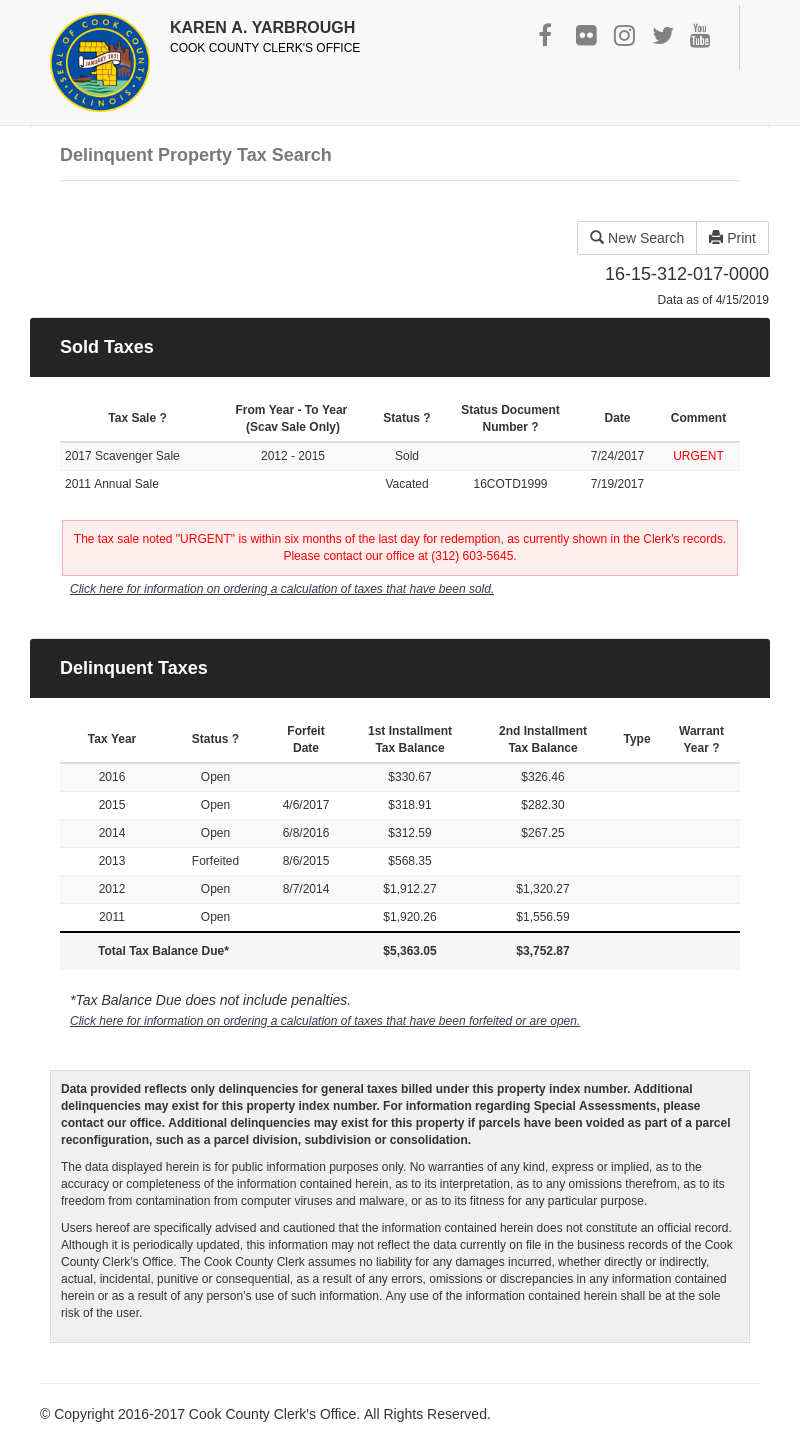 KAREN A. YARBROUGH
COOK COUNTY CLERK'S OFFICE
SEAL OF COOK COUNTY
JANUARY 1831
ILLINOIS
You
Tube
Delinquent Property Tax Search
New Search Print
16-15-312-017-0000
Data as of 4/15/2019
Sold Taxes
Tax Sale ? From Year - To Year (Scav Sale Only) Status ? Status Document Number ? Date Comment
2017 Scavenger Sale 2012 - 2015 Sold 7/24/2017 URGENT
2011 Annual Sale Vacated 16COTD1999 7/19/2017
The tax sale noted "URGENT" is within six months of the last day for redemption, as currently shown in the Clerk's records.
Please contact our office at (312) 603-5645.
Click here for information on ordering a calculation of taxes that have been sold.
Delinquent Taxes
Tax Year Status ? Forfeit Date 1st Installment Tax Balance 2nd Installment Tax Balance Type Warrant Year ?
2016 Open $330.67 $326.46
2015 Open 4/6/2017 $318.91 $282.30
2014 Open 6/8/2016 $312.59 $267.25
2013 Forfeited 8/6/2015 $568.35
2012 Open 8/7/2014 $1,912.27 $1,320.27
2011 Open $1,920.26 $1,556.59
Total Tax Balance Due* $5,363.05 $3,752.87
*Tax Balance Due does not include penalties.
Click here for information on ordering a calculation of taxes that have been forfeited or are open.
Data provided reflects only delinquencies for general taxes billed under this property index number. Additional
delinquencies may exist for this property index number. For information regarding Special Assessments, please
contact our office. Additional delinquencies may exist for this property if parcels have been voided as part of a parcel
reconfiguration, such as a parcel division, subdivision or consolidation.
The data displayed herein is for public information purposes only. No warranties of any kind, express or implied, as to the
accuracy or completeness of the information contained herein, as to its interpretation, as to any omissions therefrom, as to its
freedom from contamination from computer viruses and malware, or as to its fitness for any particular purpose.
Users hereof are specifically advised and cautioned that the information contained herein does not constitute an official record.
Although it is periodically updated, this information may not reflect the data currently on file in the business records of the Cook
County Clerk's Office. The Cook County Clerk assumes no liability for any damages incurred, whether directly or indirectly,
actual, incidental, punitive or consequential, as a result of any errors, omissions or discrepancies in any information contained
herein or as a result of any person's use of such information. Any use of the information contained herein shall be at the sole
risk of the user.
© Copyright 2016-2017 Cook County Clerk's Office. All Rights Reserved.